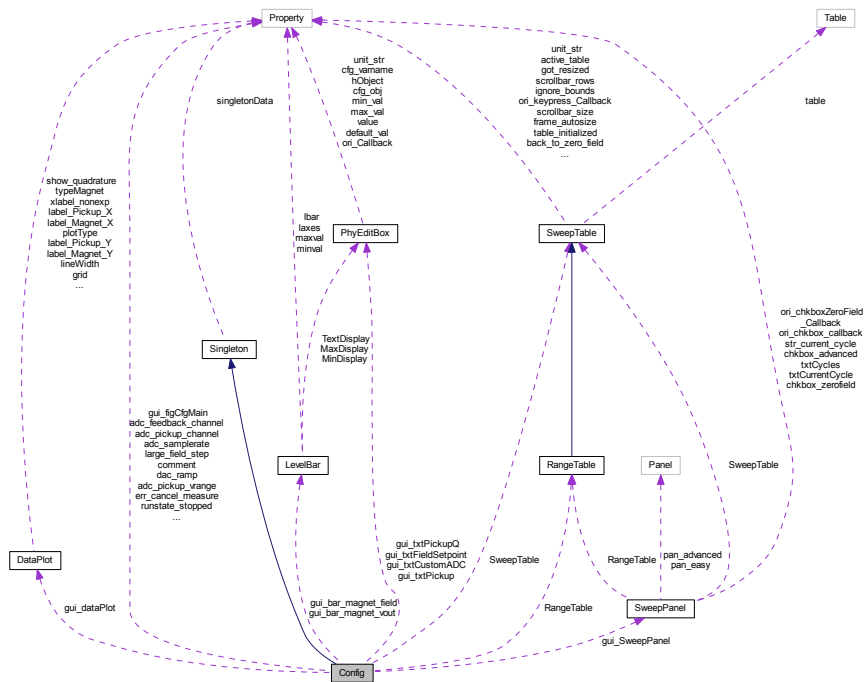 Property
Table
unit_str
cfg_varname
hObject
cfg_obj
min_val
max_val
value
default_val
ori_Callback
unit_str
active_table
got_resized
scrollbar_rows
ignore_bounds
ori_keypress_Callback
scrollbar_size
frame_autosize
table_initialized
back_to_zero_field
...
singletonData
table
show_quadrature
typeMagnet
xlabel_nonexp
label_Pickup_X
label_Magnet_X
plotType
label_Pickup_Y
label_Magnet_Y
lineWidth
grid
...
lbar
laxes
maxval
minval
PhyEditBox
SweepTable
ori_chkboxZeroField
_Callback
ori_chkbox_callback
str_current_cycle
chkbox_advanced
txtCycles
txtCurrentCycle
chkbox_zerofield
Singleton
TextDisplay
MaxDisplay
MinDisplay
gui_figCfgMain
adc_feedback_channel
adc_pickup_channel
adc_samplerate
large_field_step
comment
dac_ramp
adc_pickup_vrange
err_cancel_measure
runstate_stopped
...
LevelBar
RangeTable
Panel
SweepTable
DataPlot
gui_txtPickupQ
gui_txtFieldSetpoint
gui_txtCustomADC
gui_txtPickup
SweepTable
RangeTable
pan_advanced
pan_easy
gui_dataPlot
gui_bar_magnet_field
gui_bar_magnet_vout
RangeTable
SweepPanel
gui_SweepPanel
Config